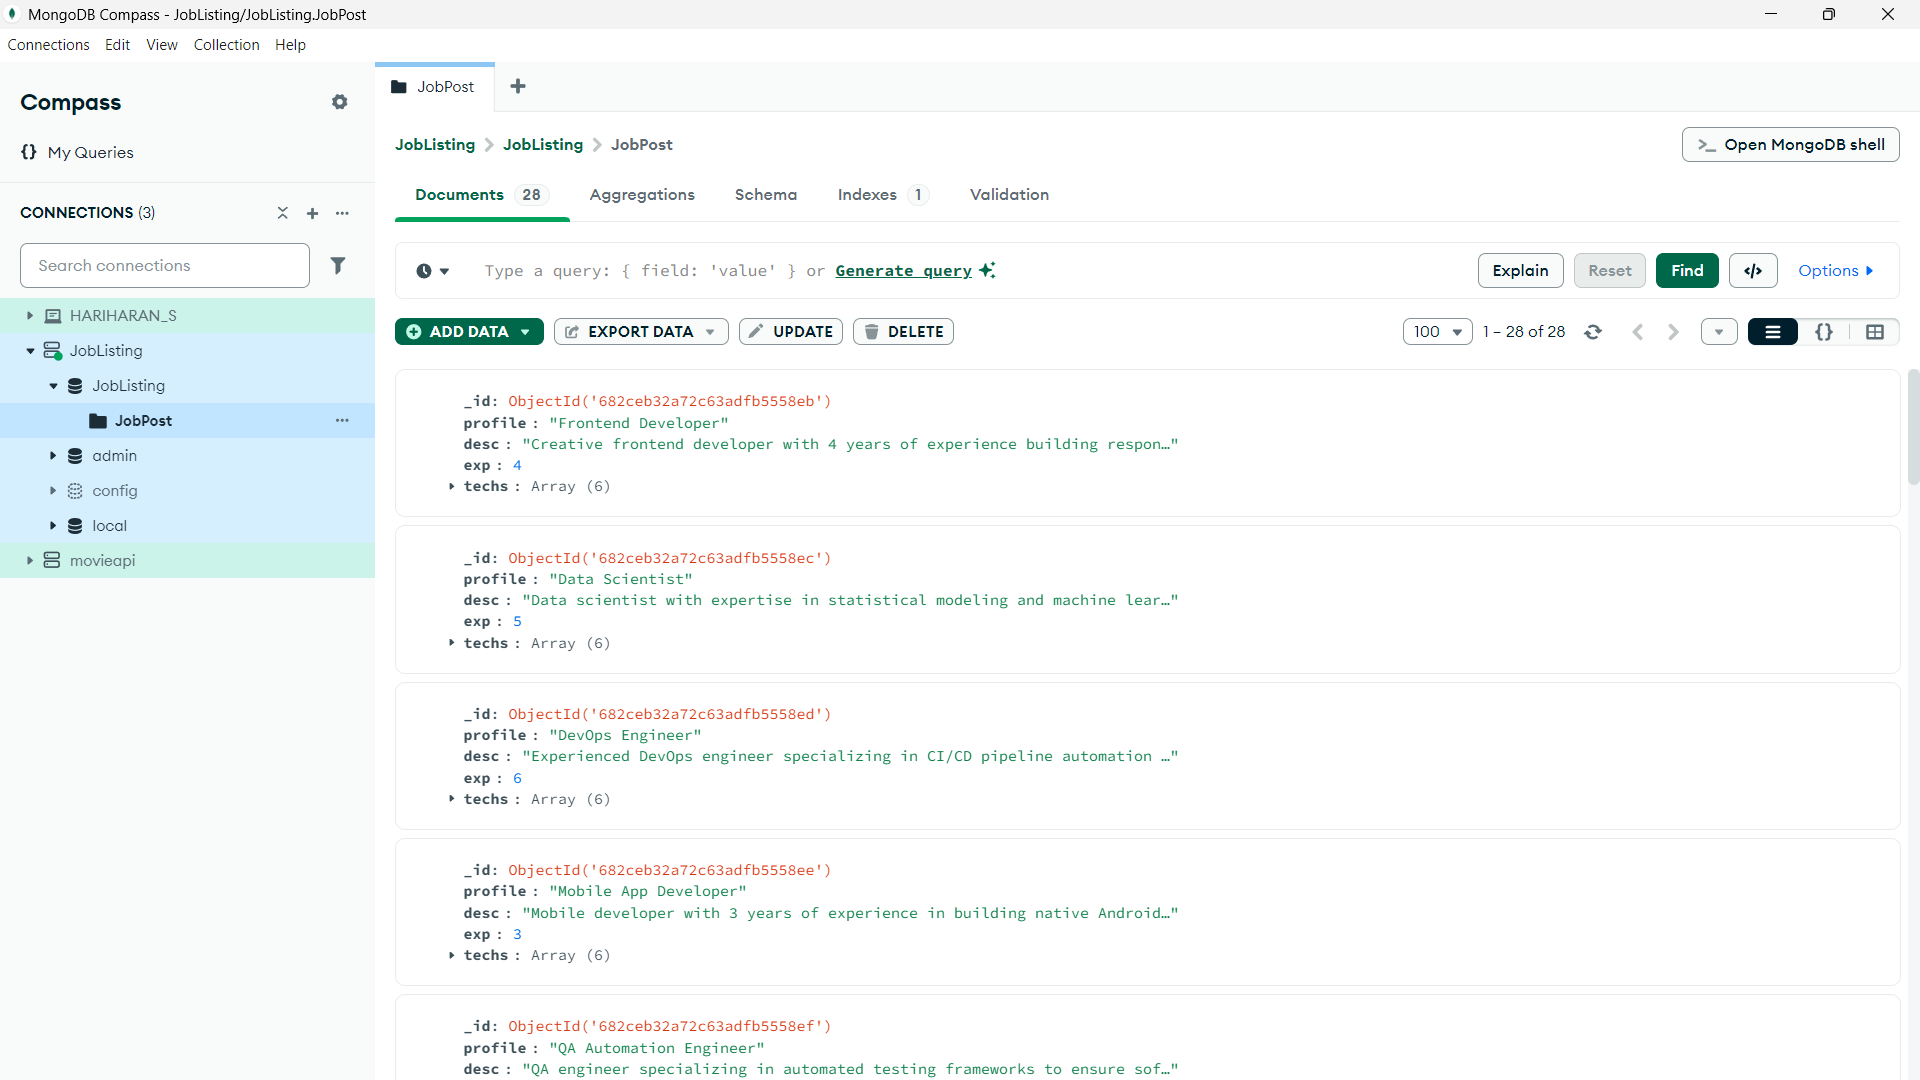 MongoDB Compass - JobListing/JobListing.JobPost
Connections Edit View Collection Help
Compass
My Queries
CONNECTIONS (3)
Search connections
HARIHARAN_S
JobListing
JobListing
JobPost
admin
config
local
movieapi
JobPost
JobListing > JobListing > JobPost
>_ Open MongoDB shell
Documents 28 Aggregations Schema Indexes 1 Validation
Type a query: { field: 'value' } or Generate query
Explain Reset Find </> Options
ADD DATA EXPORT DATA UPDATE DELETE
100 1 – 28 of 28 {}
_id: ObjectId('682ceb32a72c63adfb5558eb')
profile : "Frontend Developer"
desc : "Creative frontend developer with 4 years of experience building respon…"
exp : 4
techs : Array (6)
_id: ObjectId('682ceb32a72c63adfb5558ec')
profile : "Data Scientist"
desc : "Data scientist with expertise in statistical modeling and machine lear…"
exp : 5
techs : Array (6)
_id: ObjectId('682ceb32a72c63adfb5558ed')
profile : "DevOps Engineer"
desc : "Experienced DevOps engineer specializing in CI/CD pipeline automation …"
exp : 6
techs : Array (6)
_id: ObjectId('682ceb32a72c63adfb5558ee')
profile : "Mobile App Developer"
desc : "Mobile developer with 3 years of experience in building native Android…"
exp : 3
techs : Array (6)
_id: ObjectId('682ceb32a72c63adfb5558ef')
profile : "QA Automation Engineer"
desc : "QA engineer specializing in automated testing frameworks to ensure sof…"